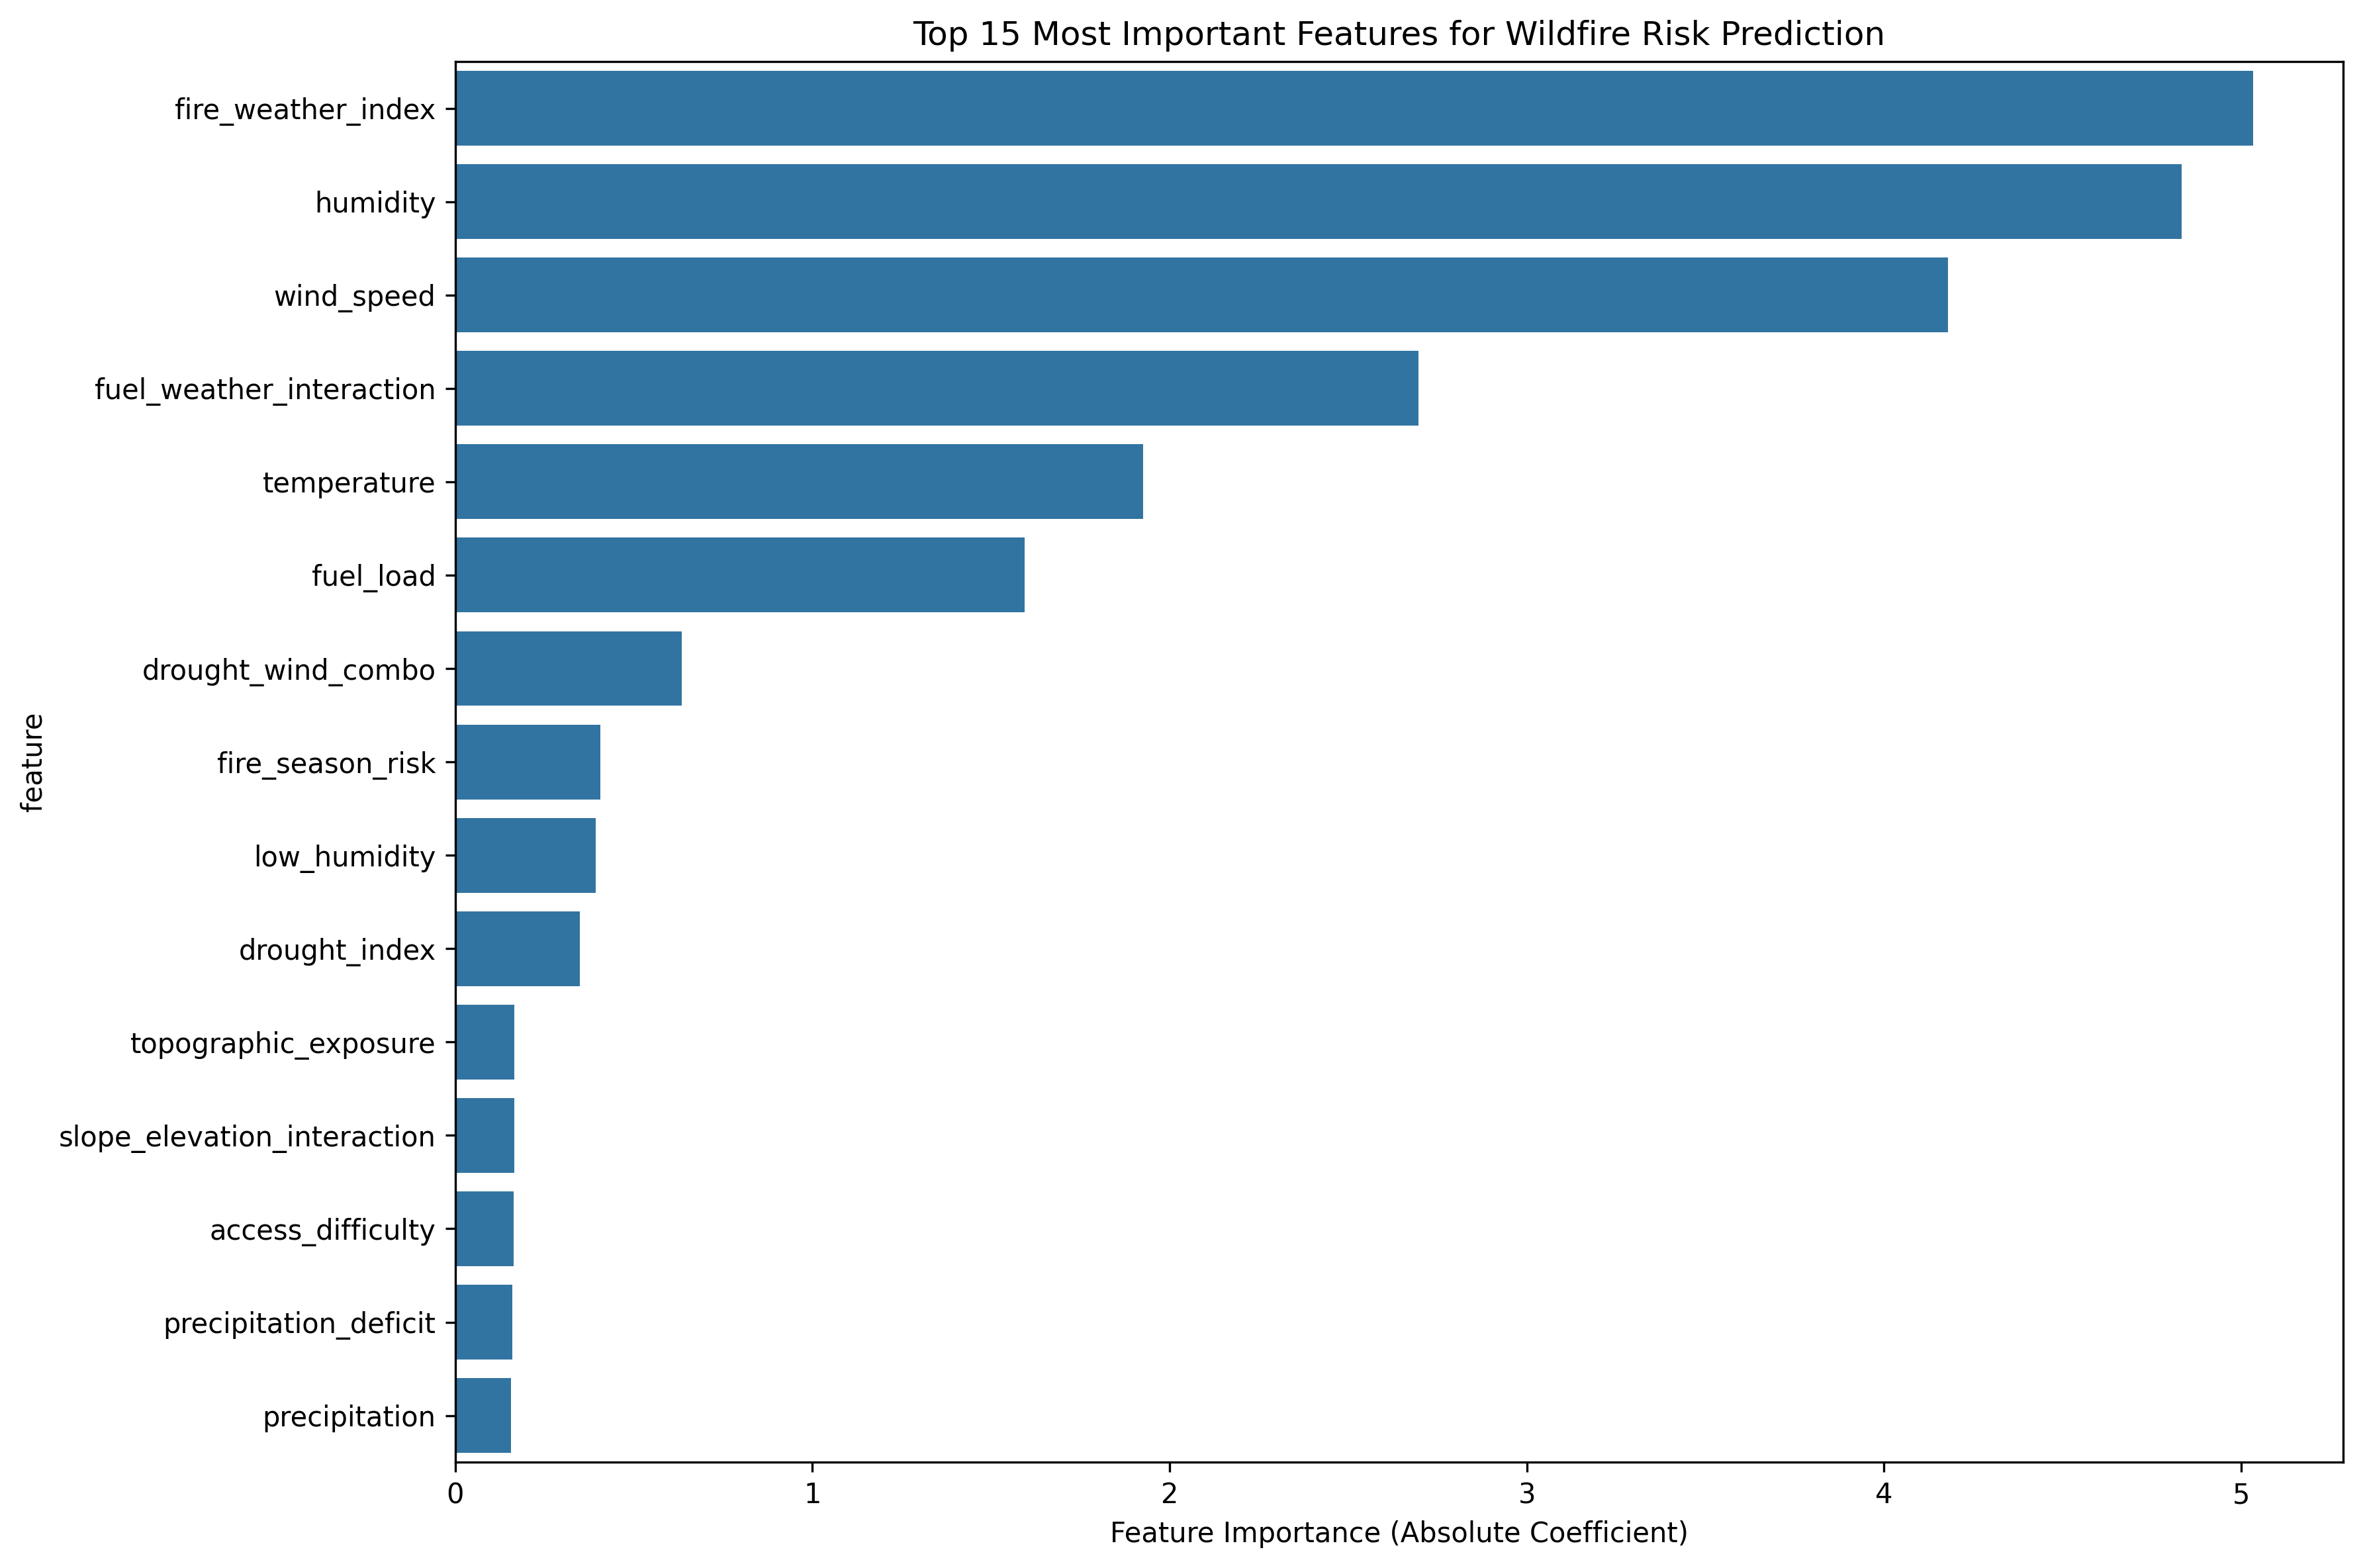 Top 15 Most Important Features for Wildfire Risk Prediction
feature
fire_weather_index
humidity
wind_speed
fuel_weather_interaction
temperature
fuel_load
drought_wind_combo
fire_season_risk
low_humidity
drought_index
topographic_exposure
slope_elevation_interaction
access_difficulty
precipitation_deficit
precipitation
0 1 2 3 4 5
Feature Importance (Absolute Coefficient)